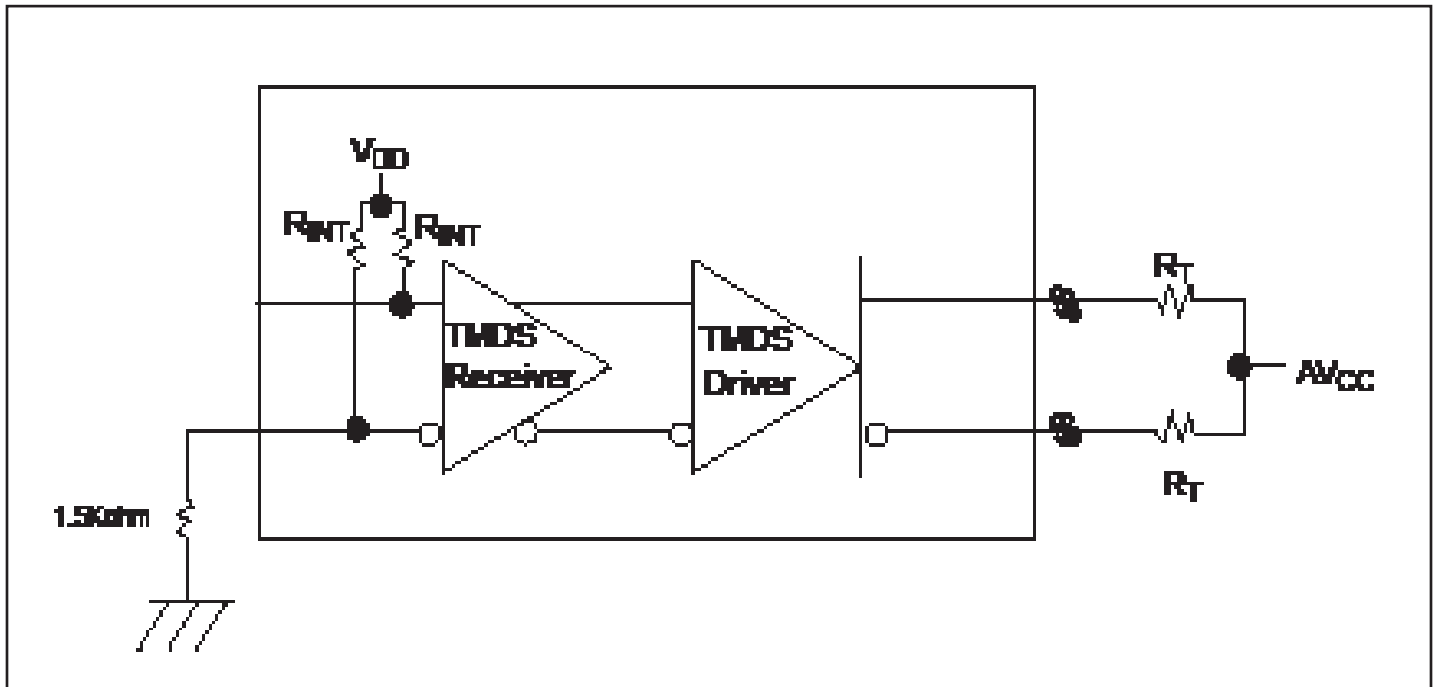 VDD
RINT RINT
RT
TMDS
Receiver
TMDS
Driver
AVCC
RT
1.5Kohm